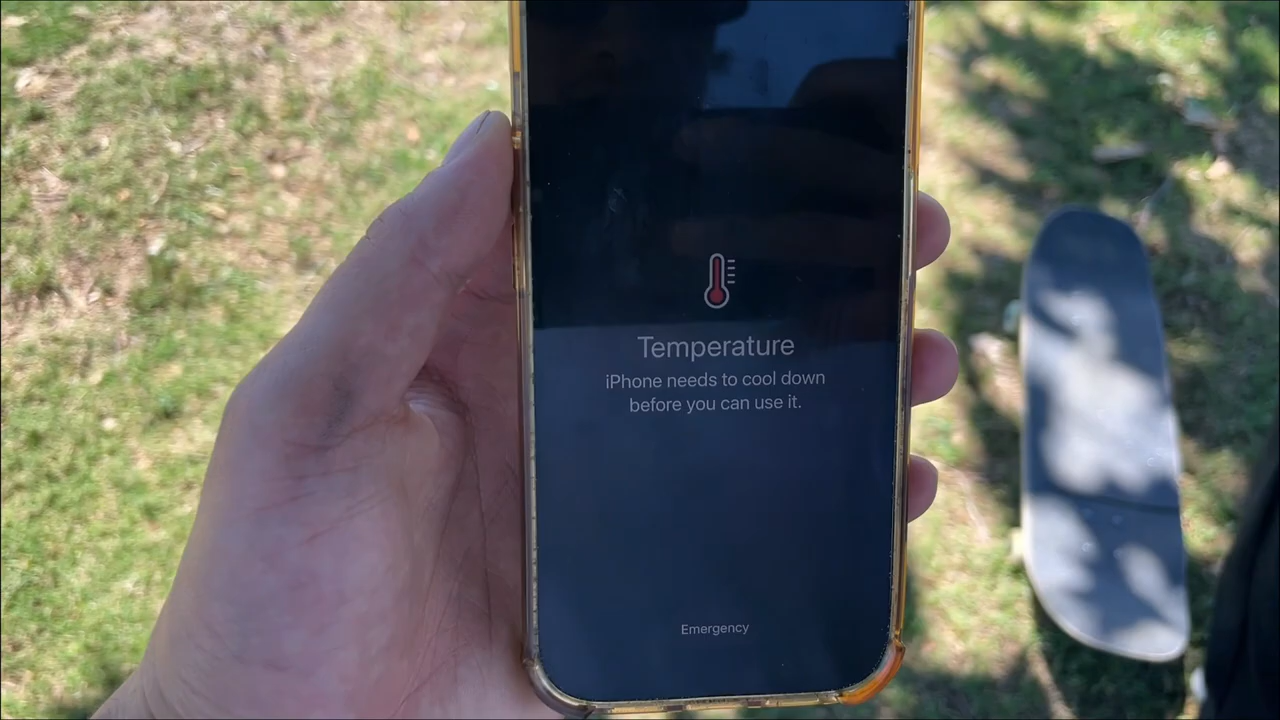 Temperature
iPhone needs to cool down
before you can use it.
Emergency